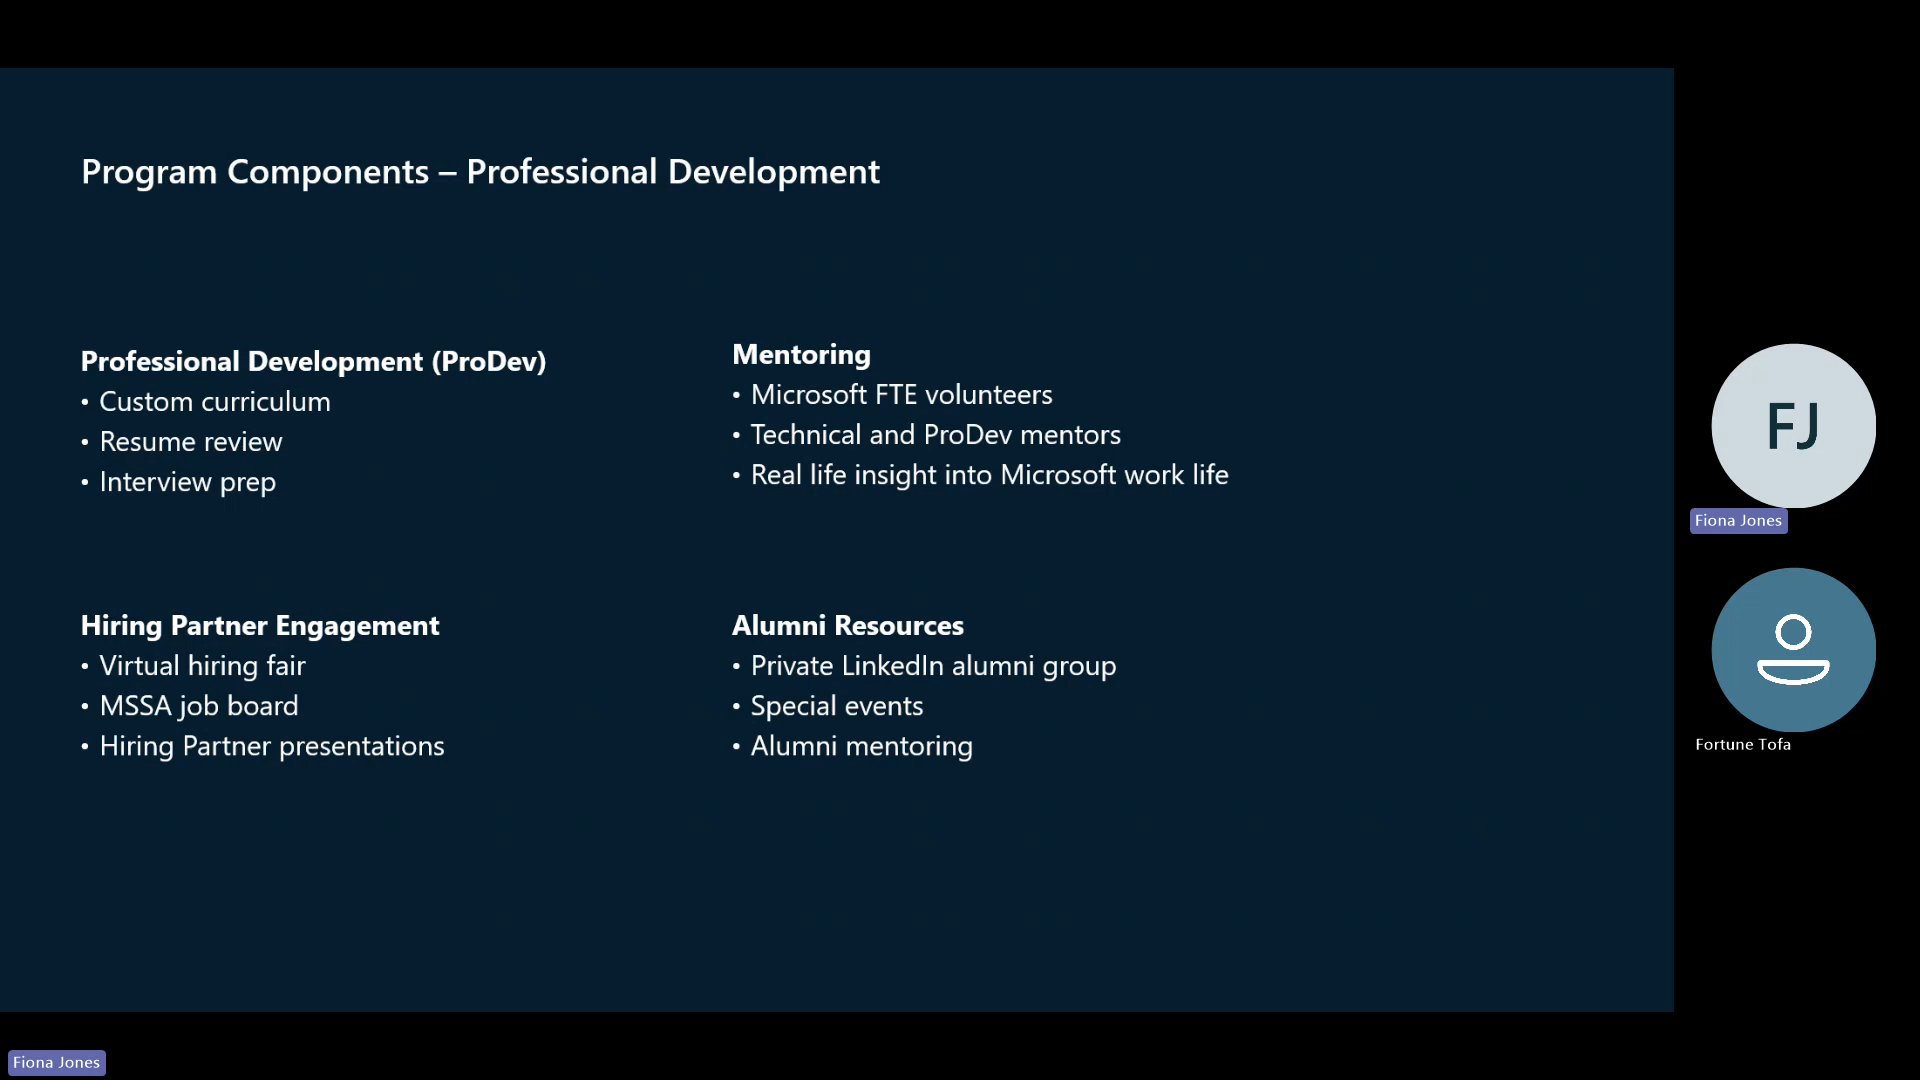 Program Components – Professional Development
Professional Development (ProDev)
• Custom curriculum
• Resume review
• Interview prep
Mentoring
• Microsoft FTE volunteers
• Technical and ProDev mentors
• Real life insight into Microsoft work life
Hiring Partner Engagement
• Virtual hiring fair
• MSSA job board
• Hiring Partner presentations
Alumni Resources
• Private LinkedIn alumni group
• Special events
• Alumni mentoring
FJ
Fiona Jones
Fortune Tofa
Fiona Jones